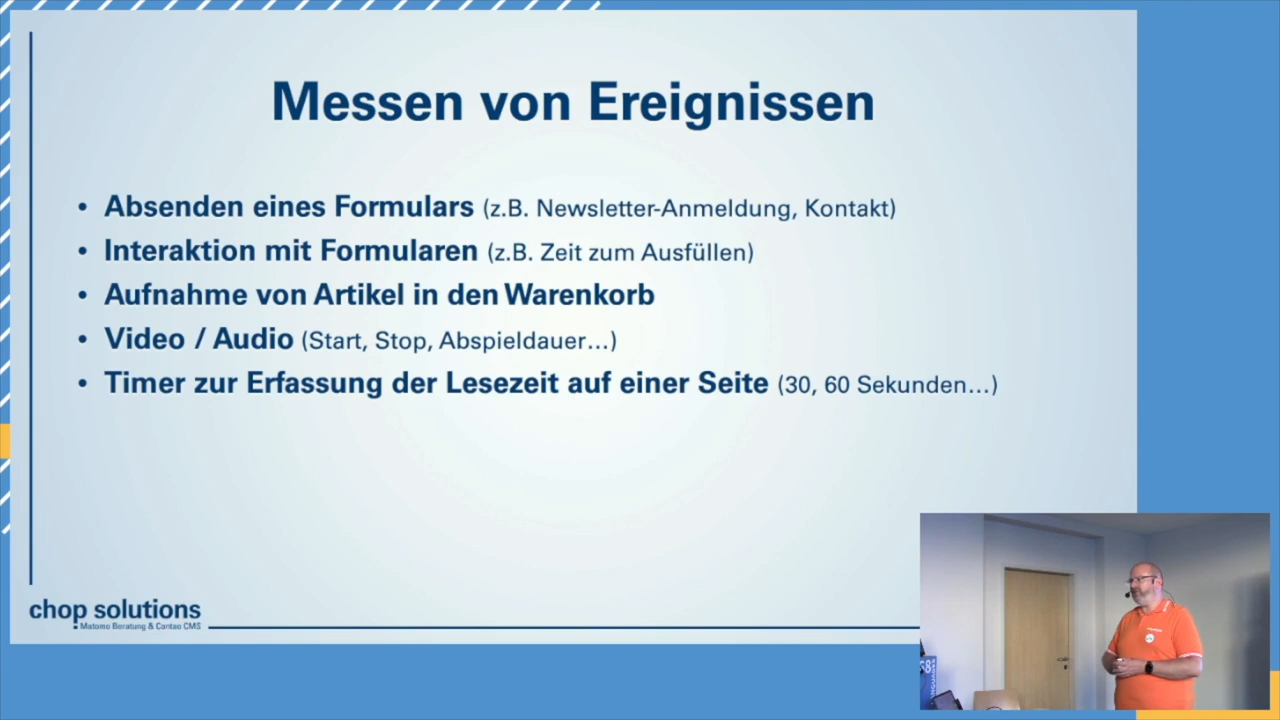 Messen von Ereignissen
• Absenden eines Formulars (z.B. Newsletter-Anmeldung, Kontakt)
• Interaktion mit Formularen (z.B. Zeit zum Ausfüllen)
• Aufnahme von Artikel in den Warenkorb
• Video / Audio (Start, Stop, Abspieldauer…)
• Timer zur Erfassung der Lesezeit auf einer Seite (30, 60 Sekunden…)
chop solutions
Matomo Beratung & Contao CMS